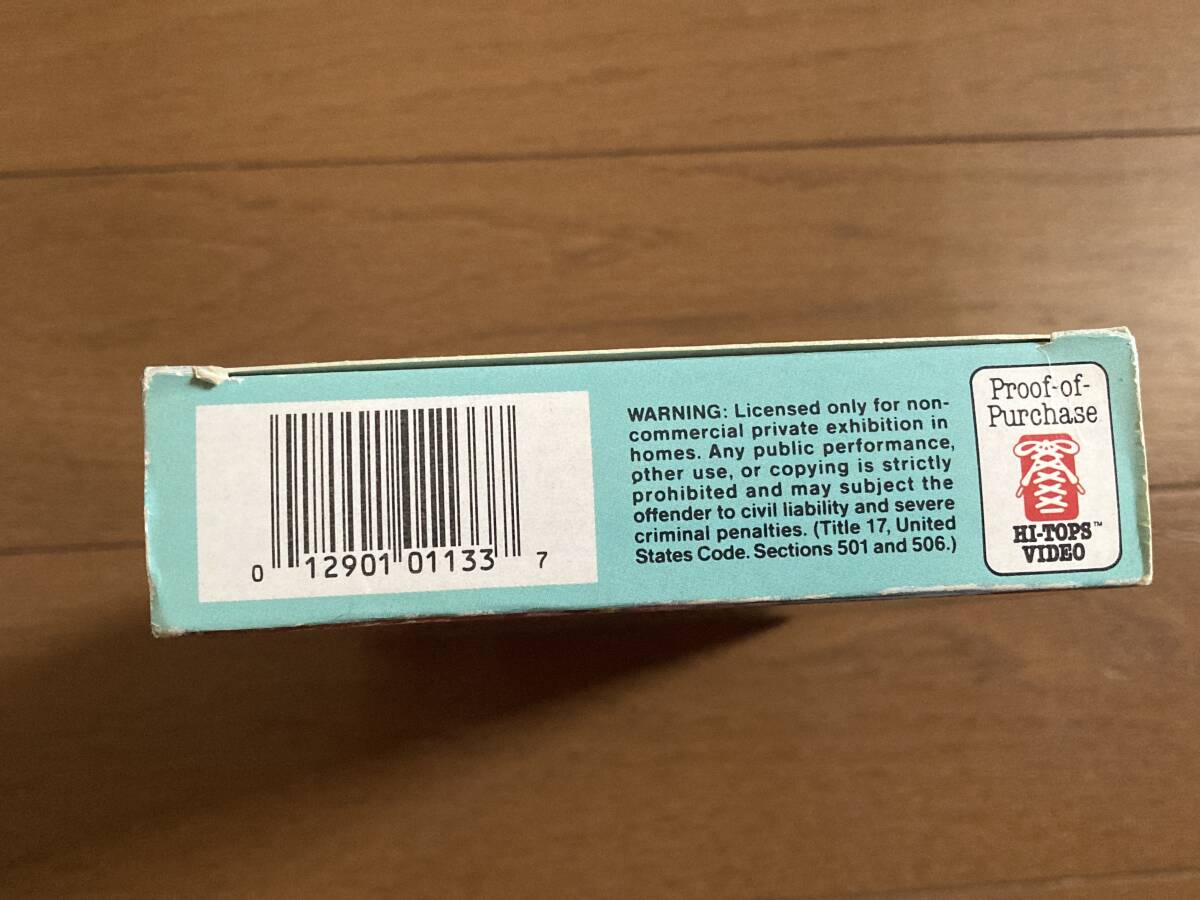 0 12901 01133 7
WARNING: Licensed only for non-
commercial private exhibition in
homes. Any public performance,
other use, or copying is strictly
prohibited and may subject the
offender to civil liability and severe
criminal penalties. (Title 17, United
States Code. Sections 501 and 506.)
Proof-of-
Purchase
HI-TOPS™
VIDEO